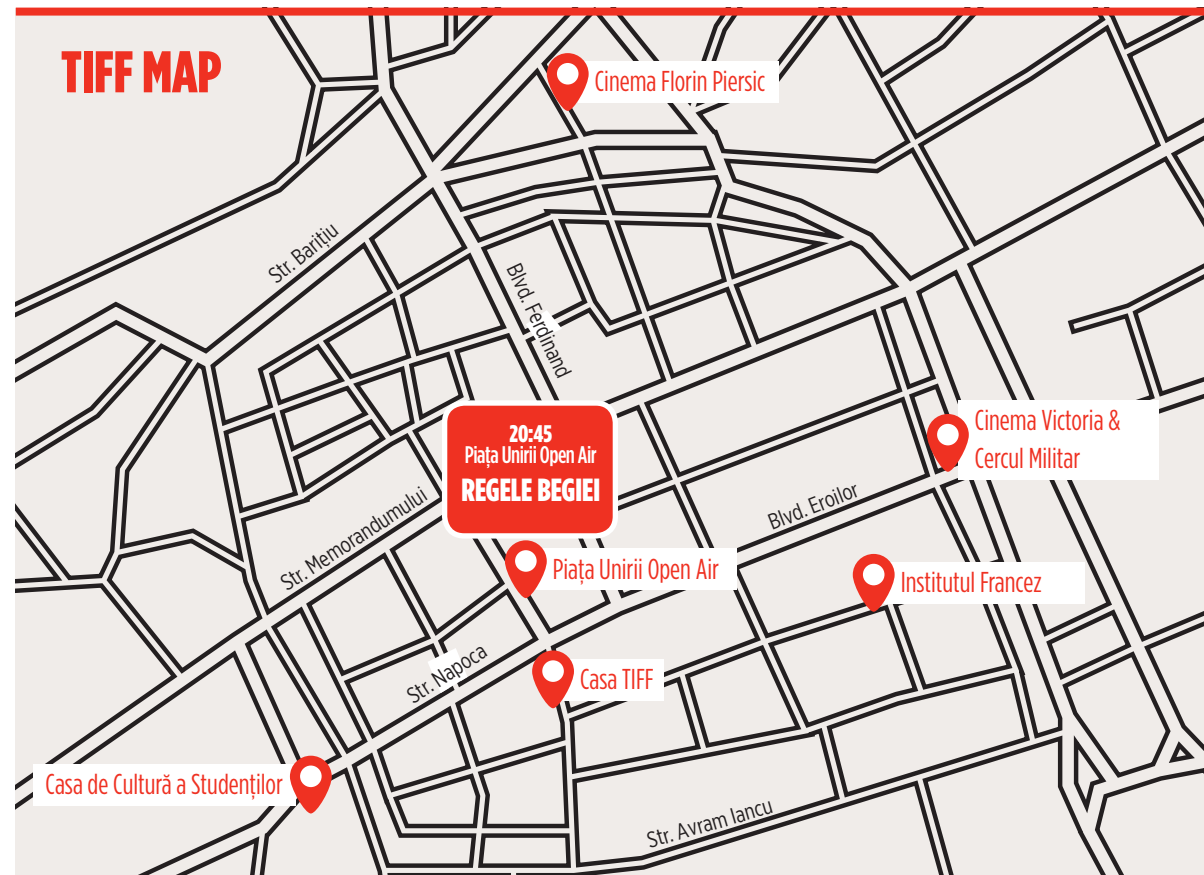 TIFF MAP
Cinema Florin Piersic
Str. Barițiu
Blvd. Ferdinand
20:45
Piața Unirii Open Air
REGELE BEGIEI
Cinema Victoria &
Cercul Militar
Str. Memorandumului
Blvd. Eroilor
Piața Unirii Open Air
Institutul Francez
Str. Napoca
Casa TIFF
Casa de Cultură a Studenților
Str. Avram Iancu